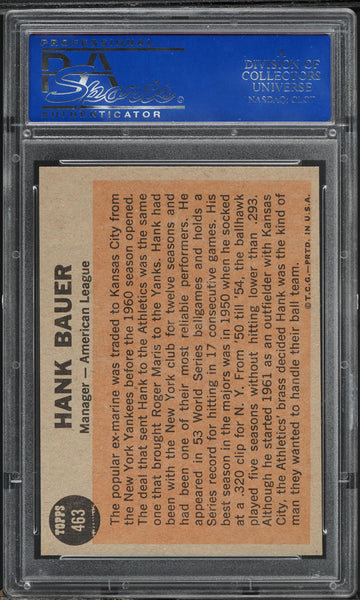 PROFESSIONAL
PSA
Sports
AUTHENTICATOR
A
DIVISION OF
COLLECTORS
UNIVERSE
NASDAQ: CLCT
TOPPS
463
HANK BAUER
Manager — American League
The popular ex-marine was traded to Kansas City from
the New York Yankees before the 1960 season opened.
The deal that sent Hank to the Athletics was the same
one that brought Roger Maris to the Yanks. Hank had
been with the New York club for twelve seasons and
had been one of their most reliable performers. He
appeared in 53 World Series ballgames and holds a
Series record for hitting in 17 consecutive games. His
best season in the majors was in 1950 when he socked
at a .320 clip for N. Y. From '50 till '54, the ballhawk
played five seasons without hitting lower than .293.
Although he started 1961 as an outfielder with Kansas
City, the Athletics' brass decided Hank was the kind of
man they wanted to handle their ball team.
© T.C.G. — PRTD. IN U.S.A.